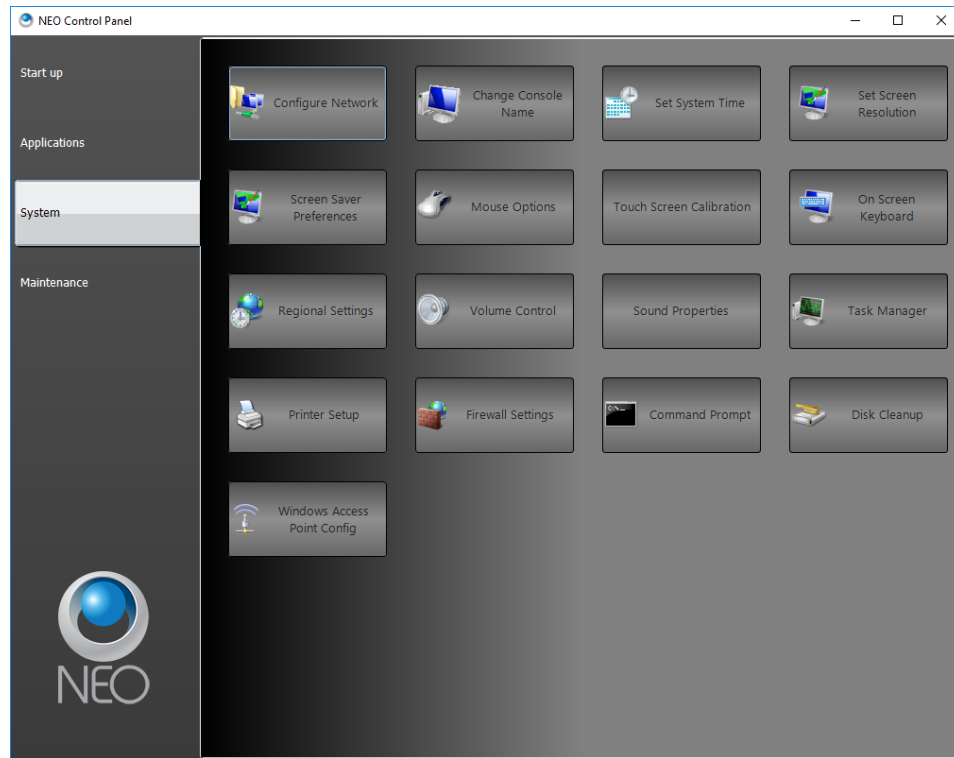 NEO Control Panel
Start up
Applications
System
Maintenance
NEO
Configure Network
Change Console
Name
Set System Time
Set Screen
Resolution
Screen Saver
Preferences
Mouse Options
Touch Screen Calibration
On Screen
Keyboard
Regional Settings
Volume Control
Sound Properties
Task Manager
Printer Setup
Firewall Settings
Command Prompt
Disk Cleanup
Windows Access
Point Config